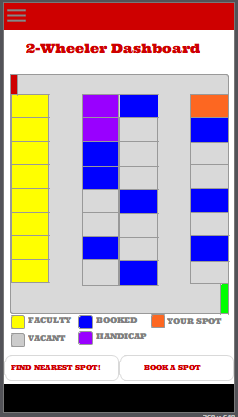 2-Wheeler Dashboard
FACULTY BOOKED YOUR SPOT
VACANT HANDICAP
FIND NEAREST SPOT! BOOK A SPOT